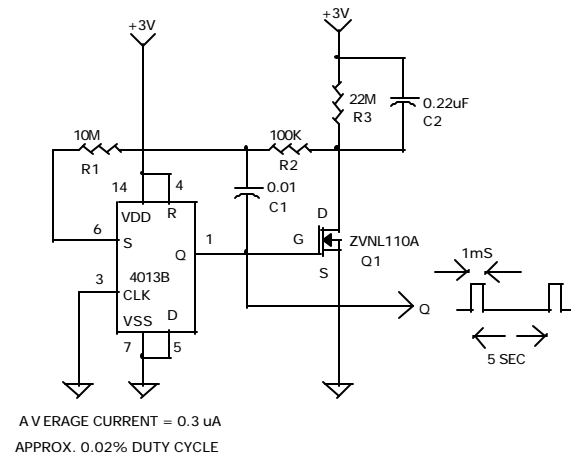 +3V
+3V
10M
R1
100K
R2
22M
R3
0.22uF
C2
0.01
C1
14
4
VDD
R
6
S
Q
1
3
4013B
CLK
VSS
D
7
5
D
G
S
ZVNL110A
Q1
Q
1mS
5 SEC
AVERAGE CURRENT = 0.3 uA
APPROX. 0.02% DUTY CYCLE